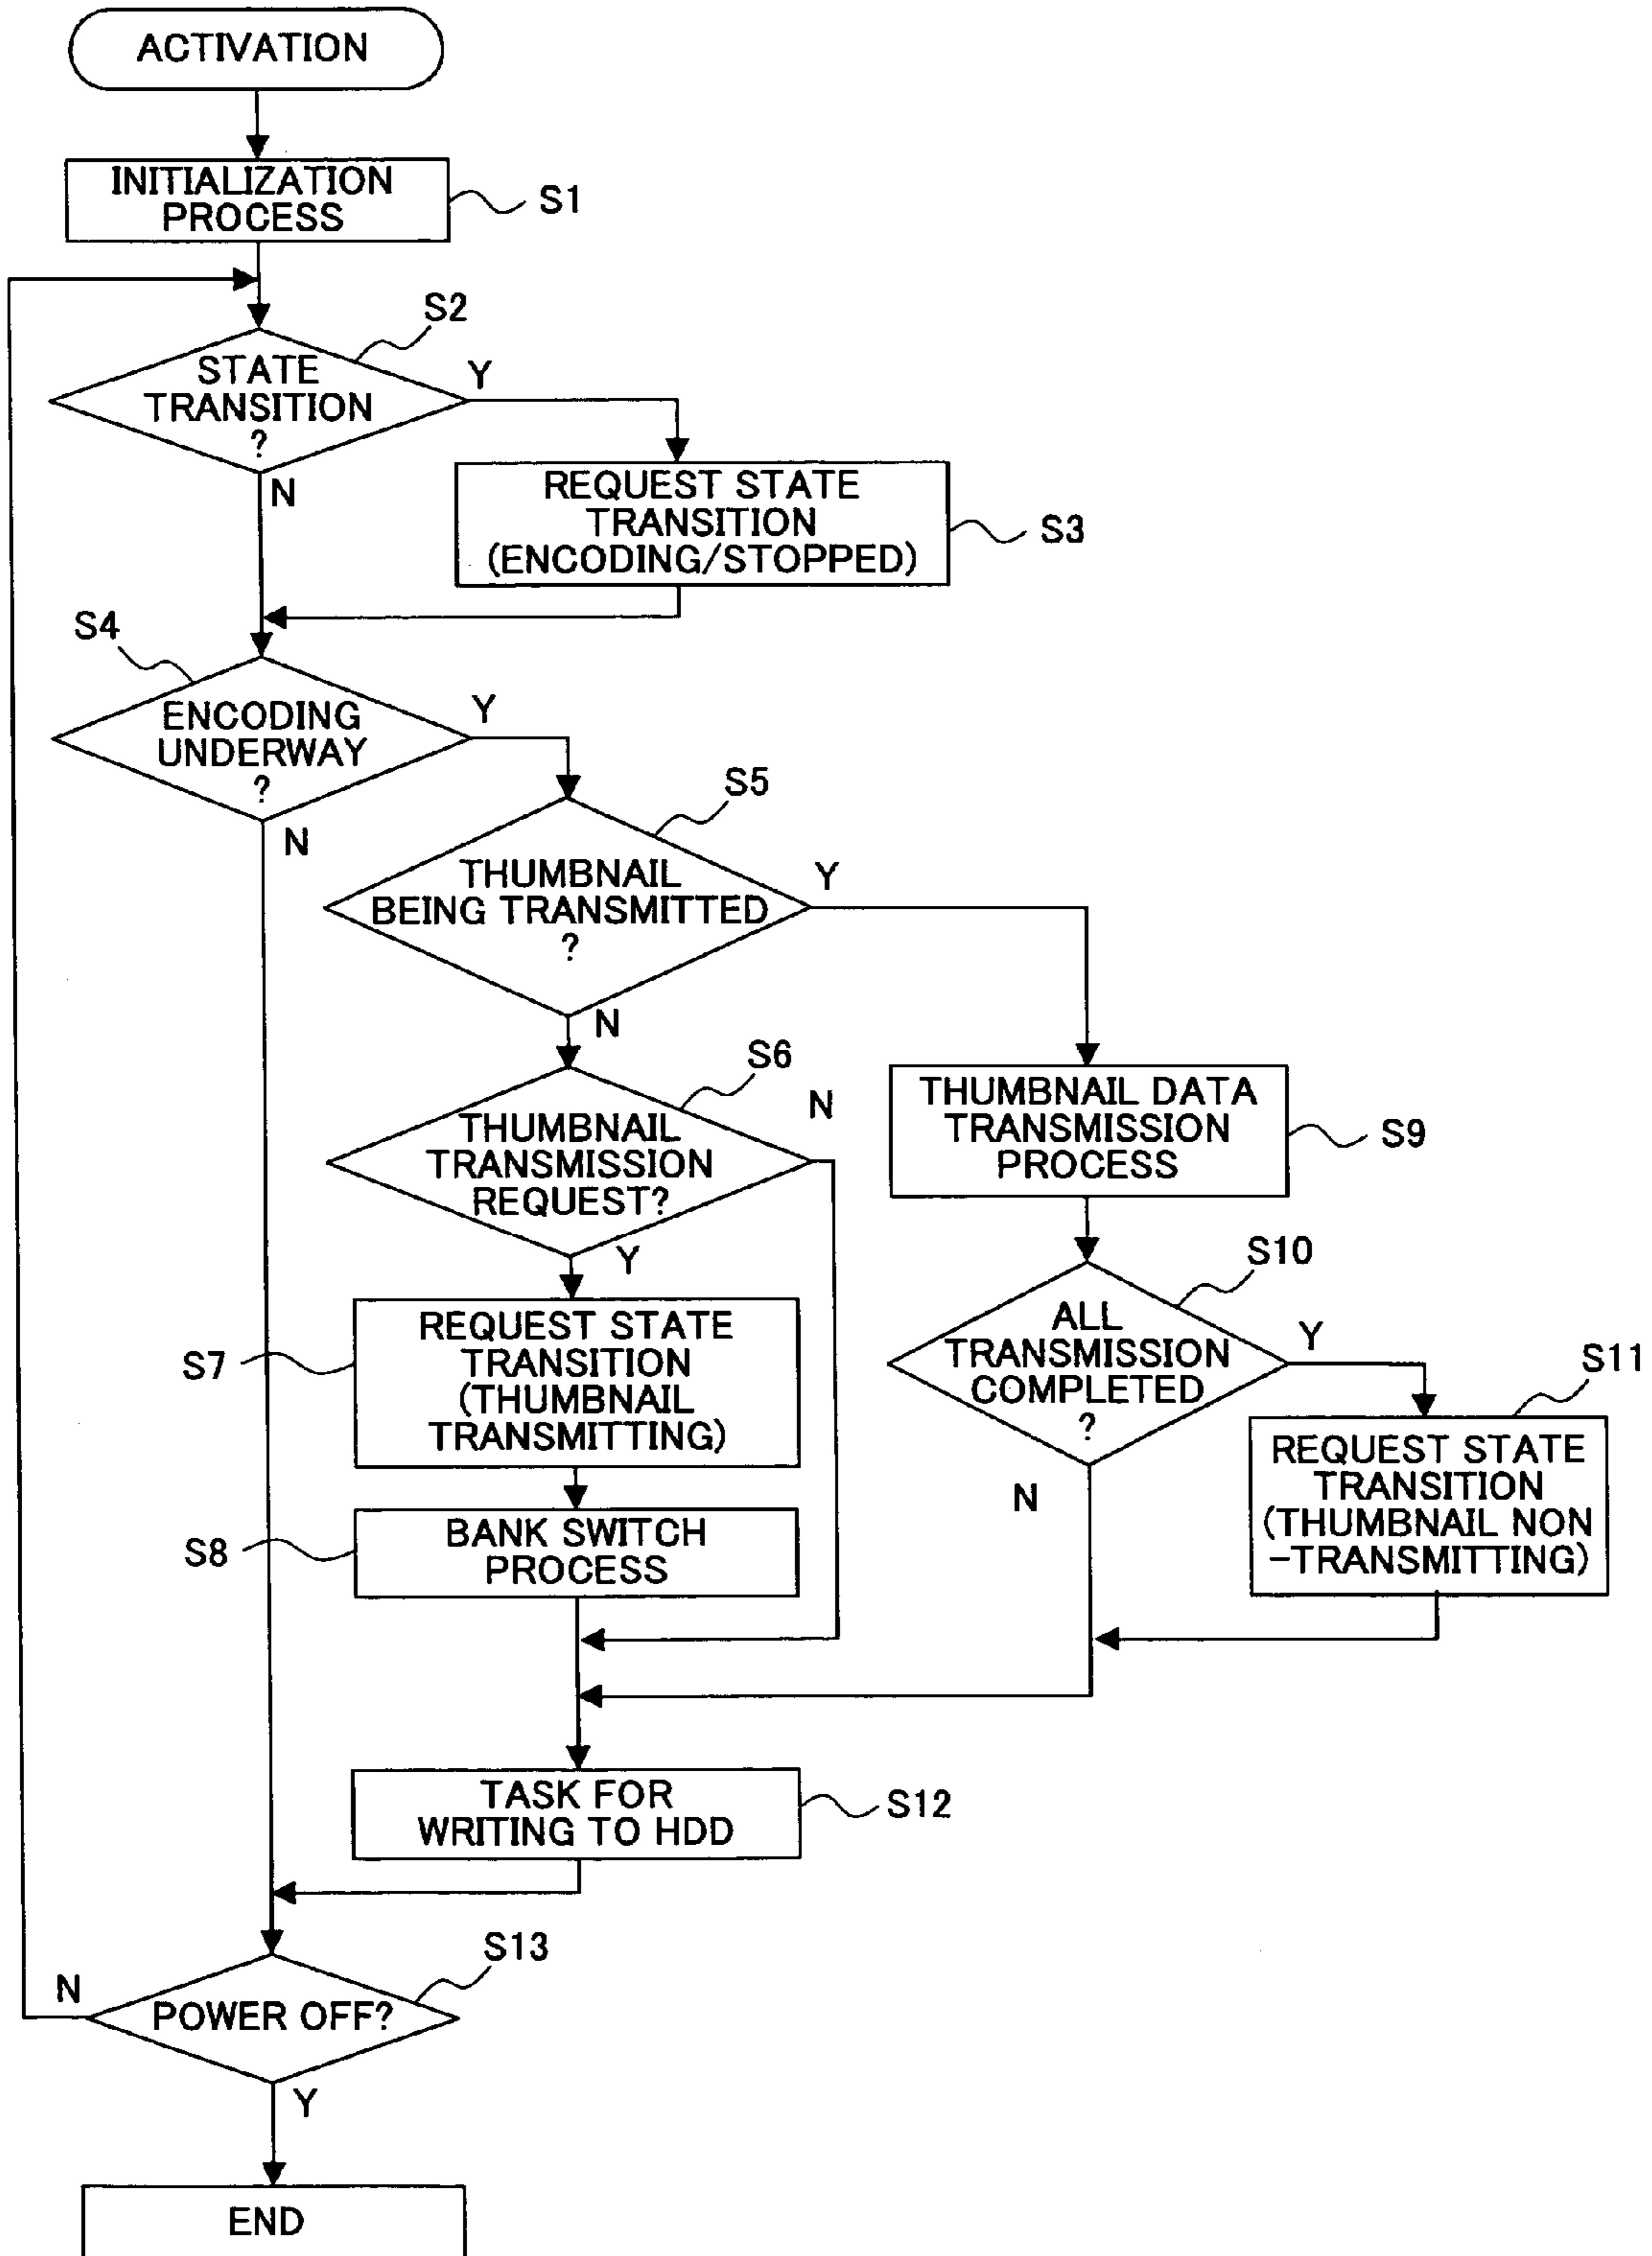 ACTIVATION
INITIALIZATION
PROCESS
S1
S2
STATE
TRANSITION
?
Y
N
REQUEST STATE
TRANSITION
(ENCODING/STOPPED)
S3
S4
ENCODING
UNDERWAY
?
Y
N
S5
THUMBNAIL
BEING TRANSMITTED
?
Y
N
S6
THUMBNAIL
TRANSMISSION
REQUEST?
N
Y
THUMBNAIL DATA
TRANSMISSION
PROCESS
S9
S7
REQUEST STATE
TRANSITION
(THUMBNAIL
TRANSMITTING)
S10
ALL
TRANSMISSION
COMPLETED
?
Y
N
S11
REQUEST STATE
TRANSITION
(THUMBNAIL NON
-TRANSMITTING)
S8
BANK SWITCH
PROCESS
TASK FOR
WRITING TO HDD
S12
S13
POWER OFF?
N
Y
END